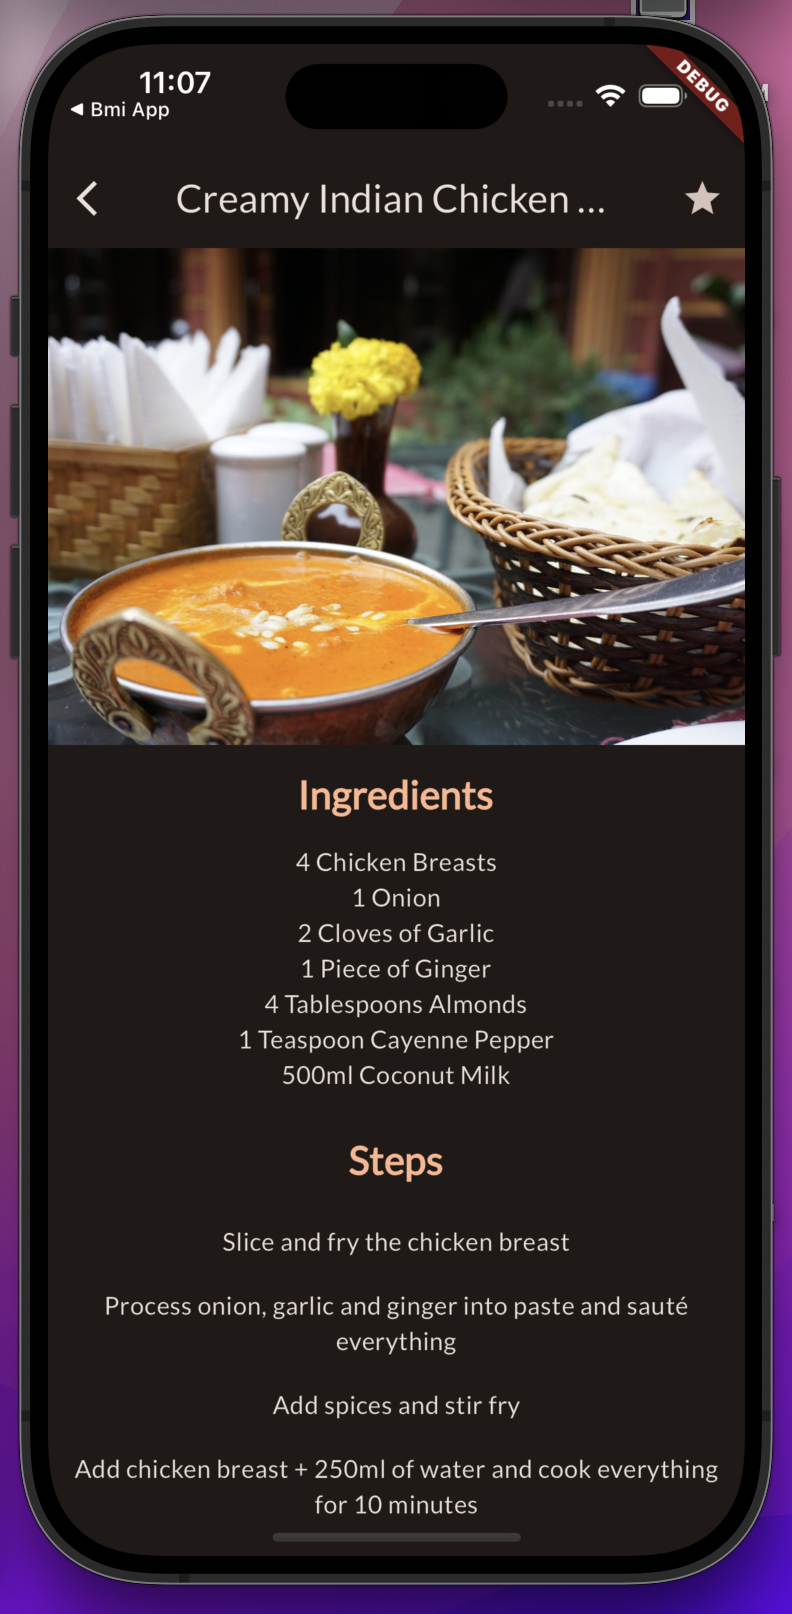 11:07
DEBUG
◀ Bmi App
Creamy Indian Chicken ...
Ingredients
4 Chicken Breasts
1 Onion
2 Cloves of Garlic
1 Piece of Ginger
4 Tablespoons Almonds
1 Teaspoon Cayenne Pepper
500ml Coconut Milk
Steps
Slice and fry the chicken breast
Process onion, garlic and ginger into paste and sauté
everything
Add spices and stir fry
Add chicken breast + 250ml of water and cook everything
for 10 minutes